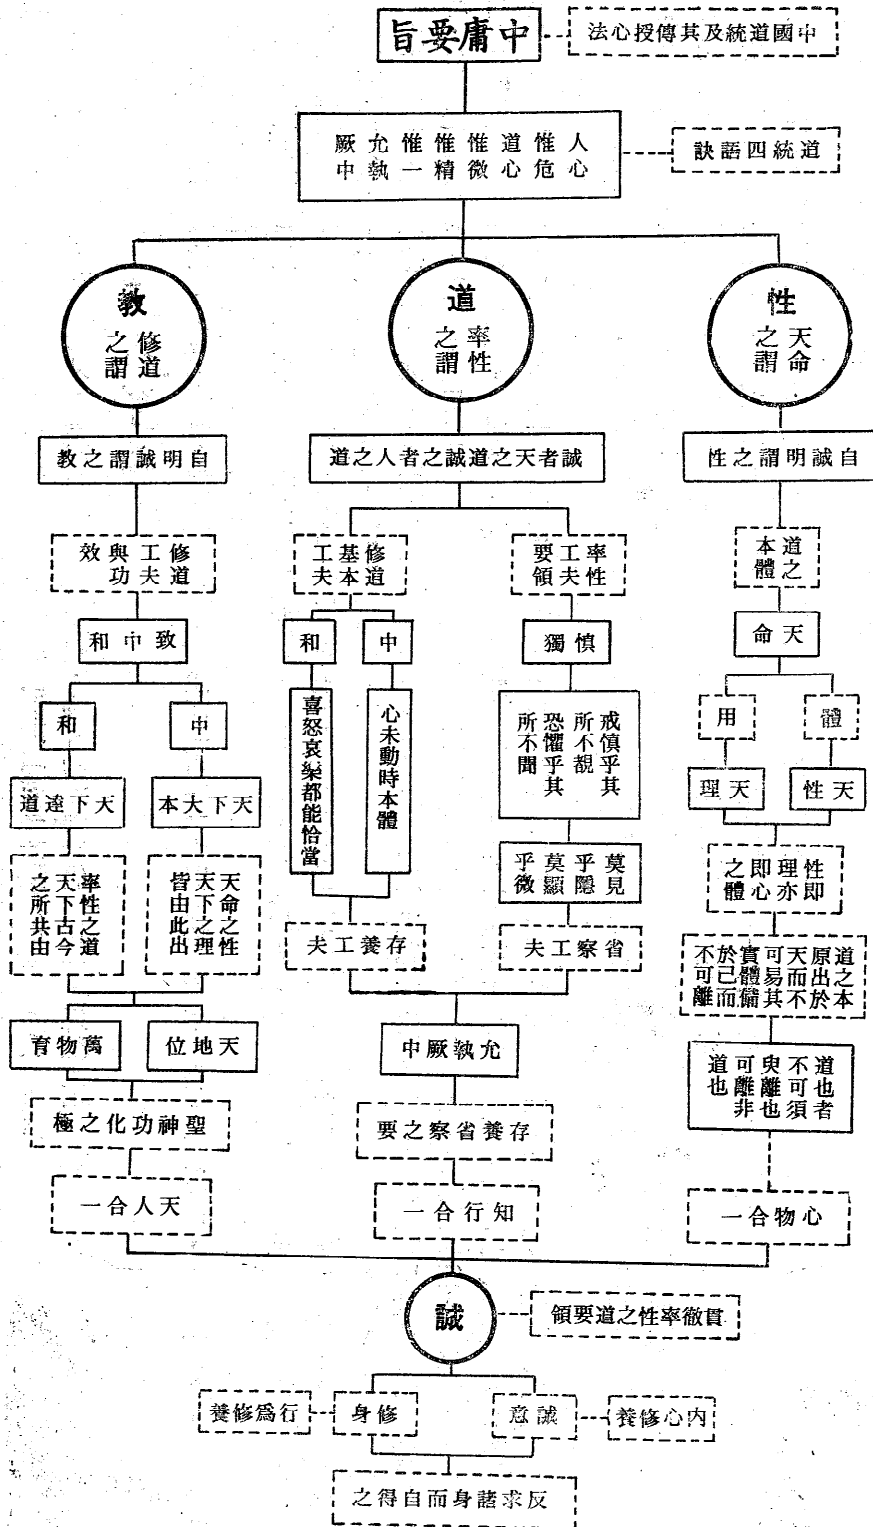 中庸要旨
中國道統及其傳授心法
人心
惟危
道心
惟微
惟精
惟一
允執
厥中
道統四語訣
性
天命
之謂
道
率性
之謂
教
修道
之謂
自誠明謂之性
誠者天之道誠之者人之道
自明誠謂之教
道之
本體
天命
體
用
天性
天理
性即
理亦
即心
之體
道之本
原出於
天而不
可易其
實體備
於己而
不可離
道也者
不可須
臾離也
可離非
道也
心物合一
率性
工夫
要領
慎獨
戒慎乎其
所不覩
恐懼乎其
所不聞
莫見
乎隱
莫顯
乎微
省察工夫
修道
基本
工夫
中
和
心未動時本體
喜怒哀樂都能恰當
存養工夫
允執厥中
存養省察之要
知行合一
修道
工夫
與功
效
致中和
中
和
天下大本
天下達道
天命之性
天下之理
皆由此出
率性之道
天下古今
之所共由
天地位
萬物育
聖神功化之極
天人合一
誠
貫徹率性之道要領
誠意
內心修養
修身
行為修養
反求諸身而自得之